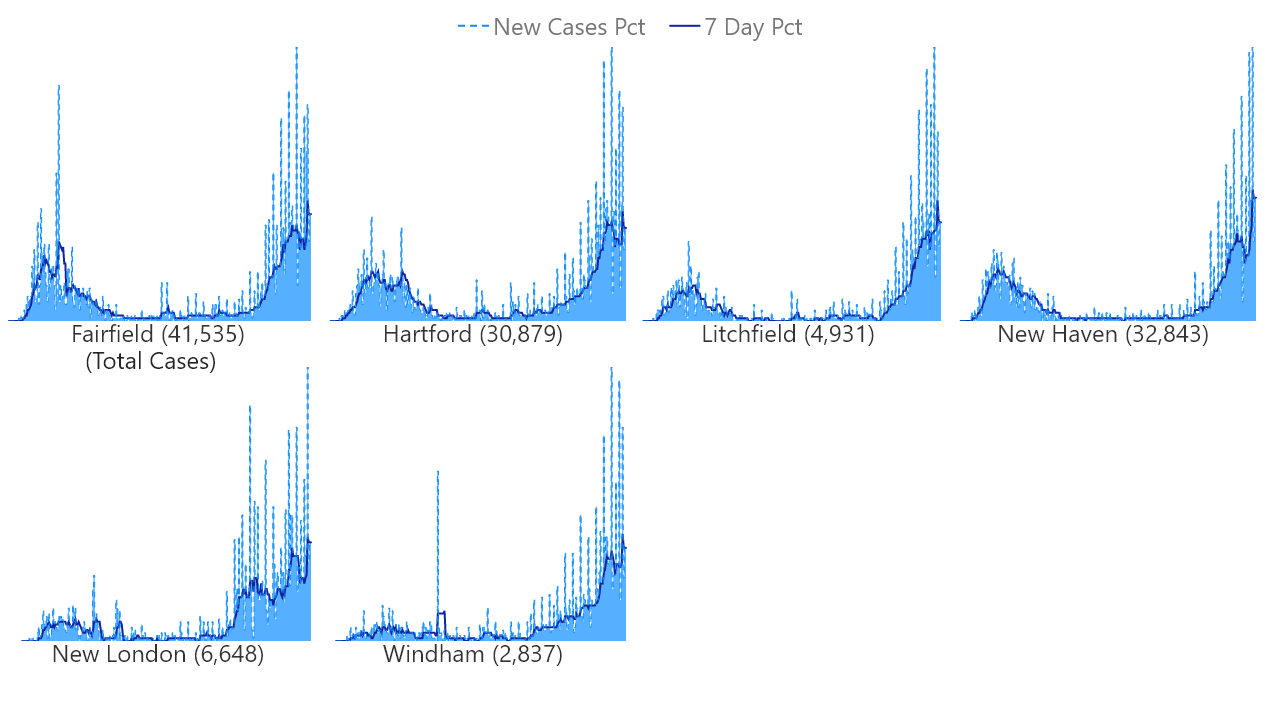 New Cases Pct 7 Day Pct
Fairfield (41,535)
(Total Cases)
Hartford (30,879)
Litchfield (4,931)
New Haven (32,843)
New London (6,648)
Windham (2,837)